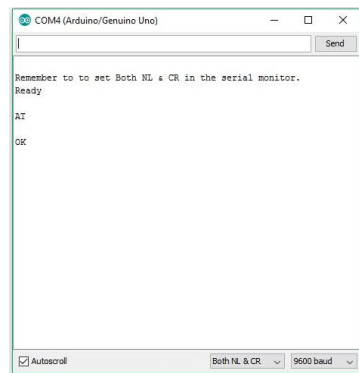 COM4 (Arduino/Genuino Uno)
Send
Remember to to set Both NL & CR in the serial monitor.
Ready
AT
OK
Autoscroll
Both NL & CR
9600 baud